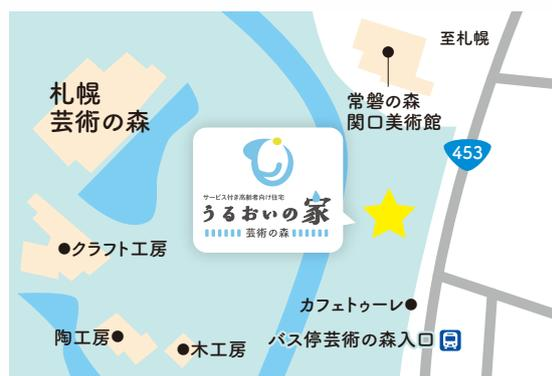 至札幌
札幌
芸術の森
常磐の森
関口美術館
453
サービス付き高齢者向け住宅
うるおいの家
芸術の森
クラフト工房
カフェトゥーレ
陶工房
木工房
バス停芸術の森入口